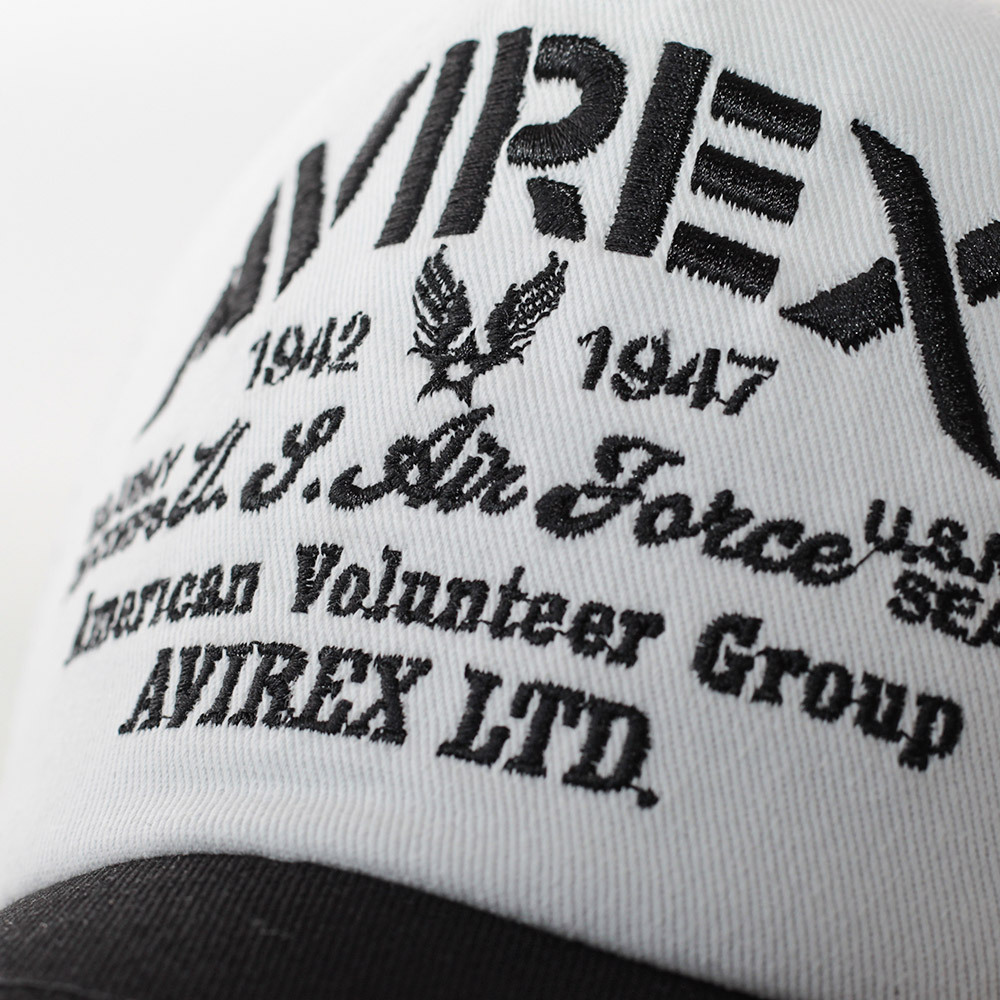 AVIREX
1942 1947
U.S. Air Force U.S.
American Volunteer Group
AVIREX LTD.